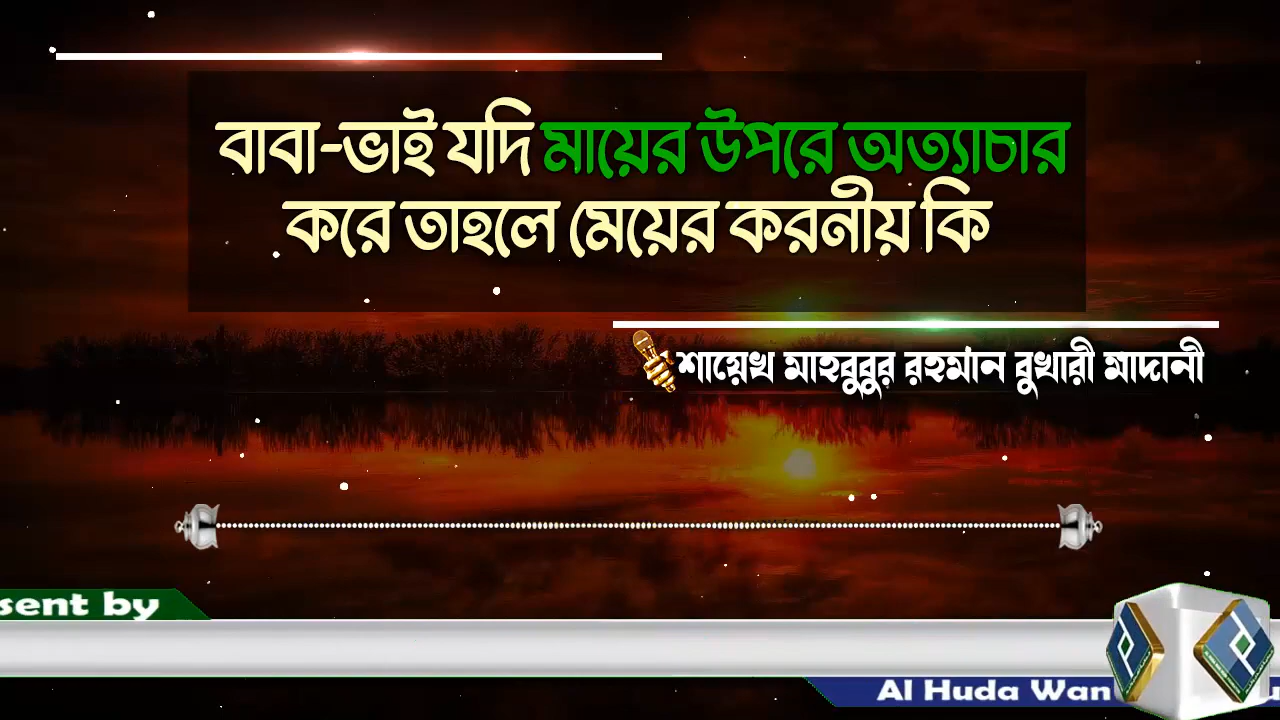 বাবা-ভাই যদি মায়ের উপরে অত্যাচার
করে তাহলে মেয়ের করনীয় কি
শায়েখ মাহবুবুর রহমান বুখারী মাদানী
sent by
Al Huda Wan